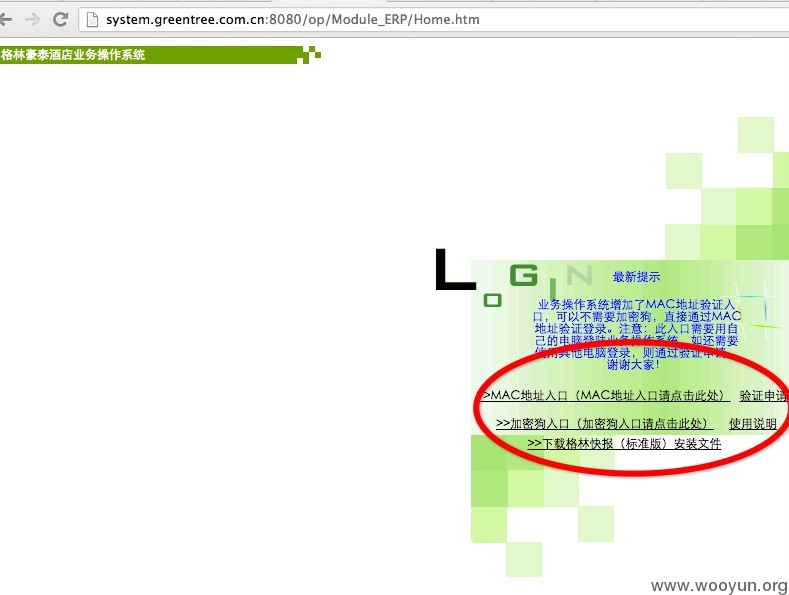 system.greentree.com.cn:8080/op/Module_ERP/Home.htm
格林豪泰酒店业务操作系统
LOGIN
最新提示
业务操作系统增加了MAC地址验证入
口，可以不需要加密狗，直接通过MAC
地址验证登录。注意：此入口需要用自
己的电脑登陆业务操作系统，如还需要
使用其他电脑登录，则通过验证申请
谢谢大家！
>MAC地址入口（MAC地址入口请点击此处） 验证申请
>>加密狗入口（加密狗入口请点击此处） 使用说明
>>下载格林快报（标准版）安装文件
www.wooyun.org